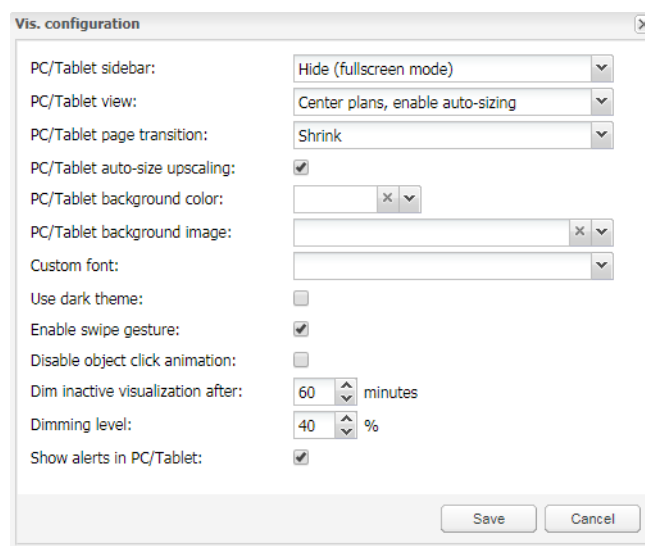 Vis. configuration
PC/Tablet sidebar: Hide (fullscreen mode)
PC/Tablet view: Center plans, enable auto-sizing
PC/Tablet page transition: Shrink
PC/Tablet auto-size upscaling:
PC/Tablet background color:
PC/Tablet background image:
Custom font:
Use dark theme:
Enable swipe gesture:
Disable object click animation:
Dim inactive visualization after: 60 minutes
Dimming level: 40 %
Show alerts in PC/Tablet:
Save Cancel